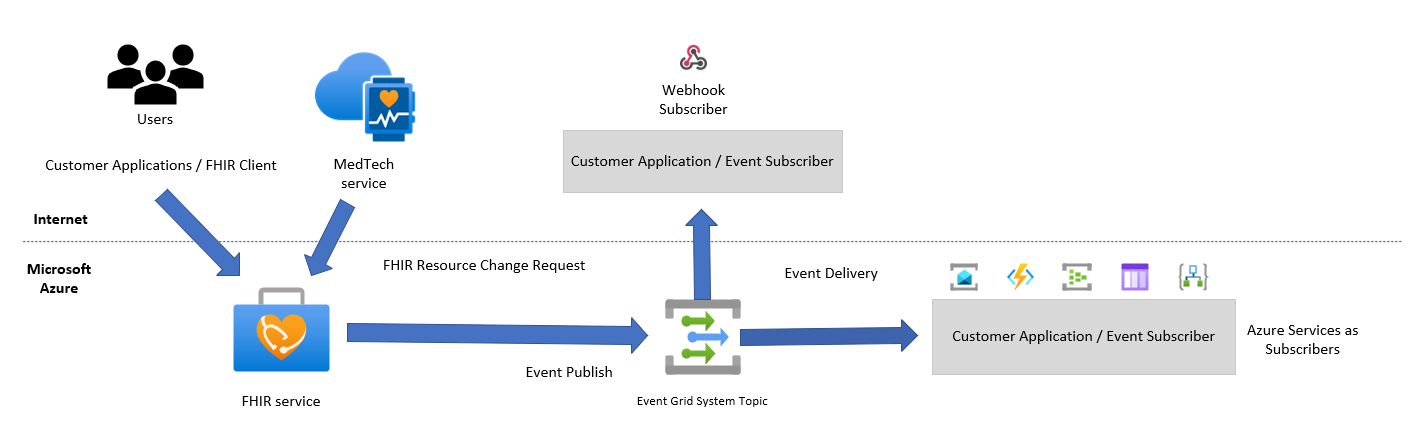 Users
Customer Applications / FHIR Client
MedTech
service
Webhook
Subscriber
Customer Application / Event Subscriber
Internet
Microsoft
Azure
FHIR Resource Change Request
Event Delivery
Customer Application / Event Subscriber
Azure Services as
Subscribers
Event Publish
FHIR service
Event Grid System Topic